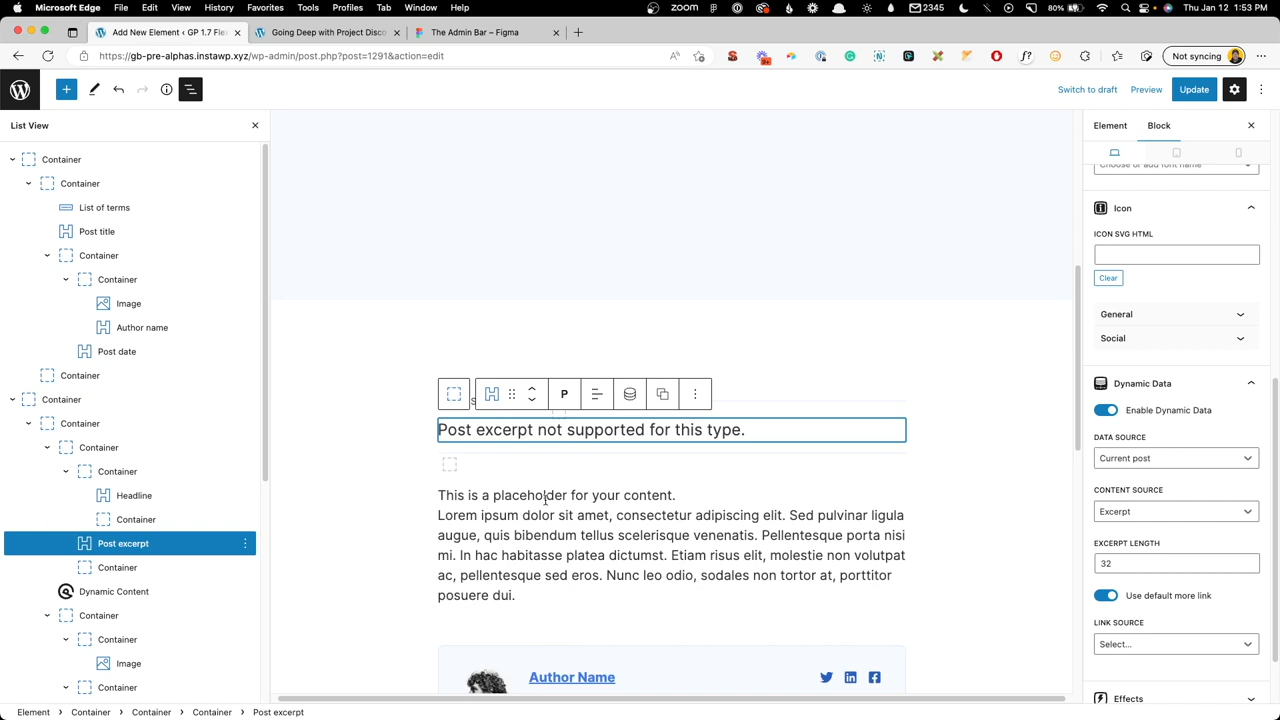 File Edit View History Favorites Tools Profiles Tab Window Help
zoom
2345
80%
Thu Jan 12 1:53 PM
Add New Element < GP 1.7 Flex
Going Deep with Project Disco
The Admin Bar – Figma
https://gb-pre-alphas.instawp.xyz/wp-admin/post.php?post=1291&action=edit
Not syncing
Switch to draft
Preview
Update
List View
Element
Block
Container
Container
List of terms
Post title
Container
Container
Image
Author name
Post date
Container
Container
Container
Container
Container
Headline
Container
Post excerpt
Container
Dynamic Content
Container
Container
Image
Container
P
Post excerpt not supported for this type.
This is a placeholder for your content.
Lorem ipsum dolor sit amet, consectetur adipiscing elit. Sed pulvinar ligula
augue, quis bibendum tellus scelerisque venenatis. Pellentesque porta nisi
mi. In hac habitasse platea dictumst. Etiam risus elit, molestie non volutpat
ac, pellentesque sed eros. Nunc leo odio, sodales non tortor at, porttitor
posuere dui.
Author Name
Choose or add font name
Icon
ICON SVG HTML
Clear
General
Social
Dynamic Data
Enable Dynamic Data
DATA SOURCE
Current post
CONTENT SOURCE
Excerpt
EXCERPT LENGTH
32
Use default more link
LINK SOURCE
Select...
Effects
Element > Container > Container > Container > Post excerpt